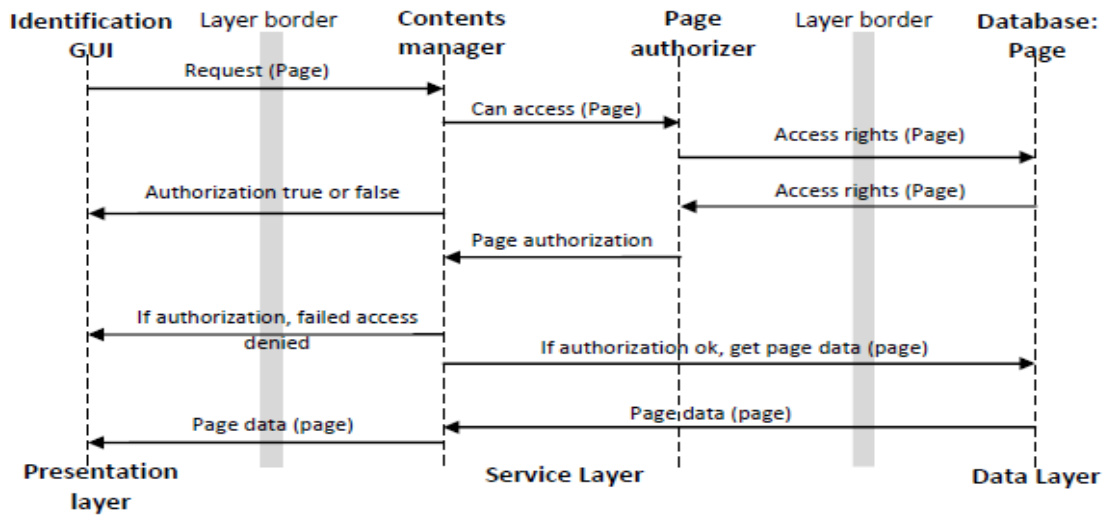 Identification
GUI
Layer border
Contents
manager
Page
authorizer
Layer border
Database:
Page
Request (Page)
Can access (Page)
Access rights (Page)
Authorization true or false
Access rights (Page)
Page authorization
If authorization, failed access
denied
If authorization ok, get page data (page)
Page data (page)
Page data (page)
Presentation
layer
Service Layer
Data Layer